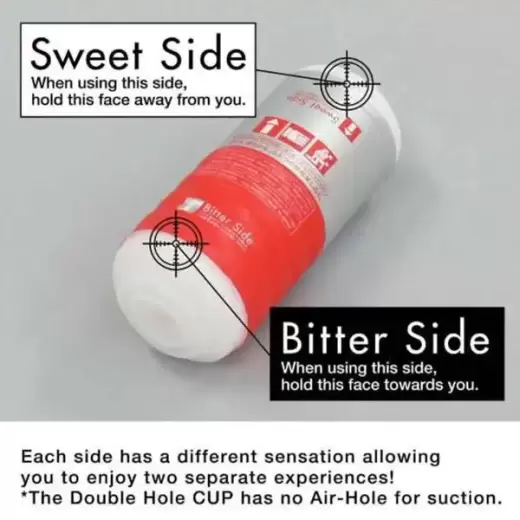 Sweet Side
When using this side,
hold this face away from you.
Sweet Side
Bitter Side
Bitter Side
When using this side,
hold this face towards you.
Each side has a different sensation allowing
you to enjoy two separate experiences!
*The Double Hole CUP has no Air-Hole for suction.